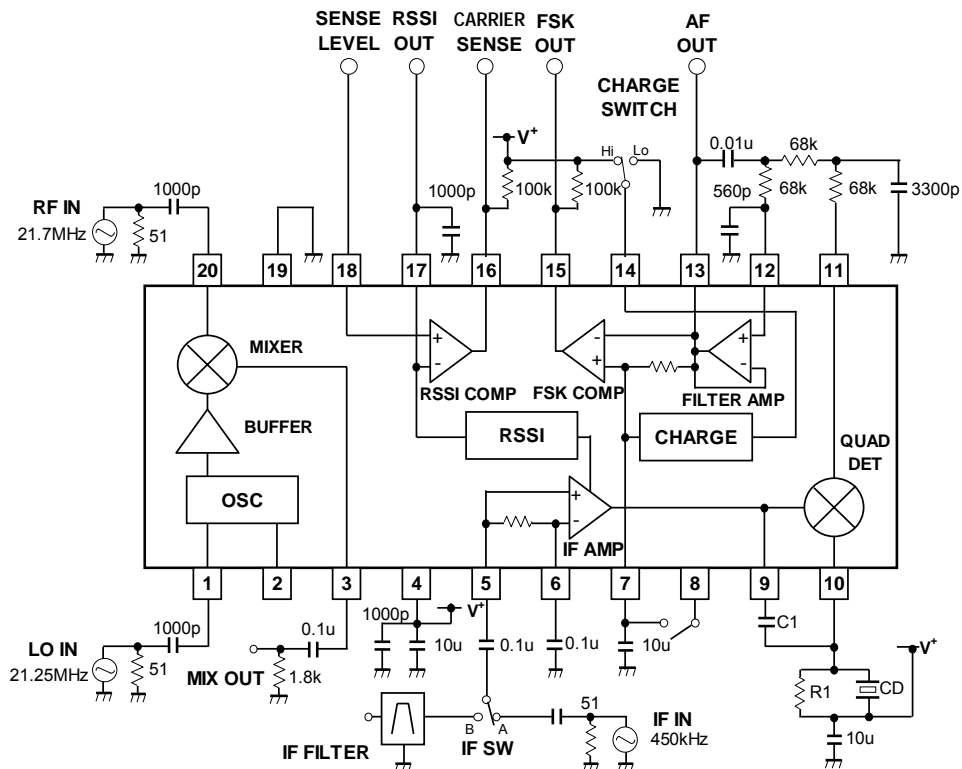 SENSE LEVEL
RSSI OUT
CARRIER SENSE
FSK OUT
AF OUT
CHARGE SWITCH
V+
Hi
Lo
0.01u
68k
1000p
100k
100k
560p
68k
68k
3300p
RF IN
21.7MHz
1000p
51
20
19
18
17
16
15
14
13
12
11
MIXER
+
-
RSSI COMP
-
+
FSK COMP
+
-
FILTER AMP
BUFFER
RSSI
CHARGE
QUAD DET
OSC
+
-
IF AMP
1
2
3
4
5
6
7
8
9
10
LO IN
21.25MHz
1000p
51
MIX OUT
0.1u
1.8k
1000p
V+
10u
0.1u
0.1u
10u
C1
V+
R1
CD
10u
IF FILTER
B
A
IF SW
51
IF IN
450kHz